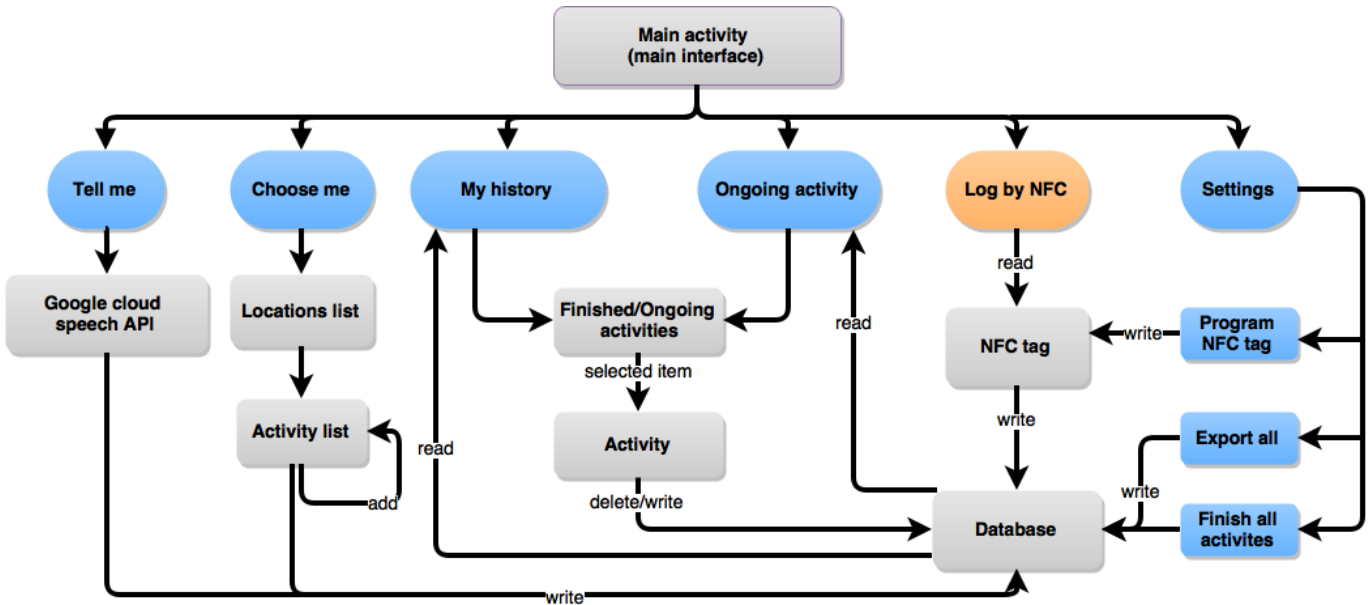 Main activity
(main interface)
Tell me
Choose me
My history
Ongoing activity
Log by NFC
Settings
read
Google cloud
speech API
Locations list
Finished/Ongoing
activities
read
NFC tag
write
Program
NFC tag
selected item
Activity list
Activity
read
write
Export all
add
delete/write
write
Database
Finish all
activites
write